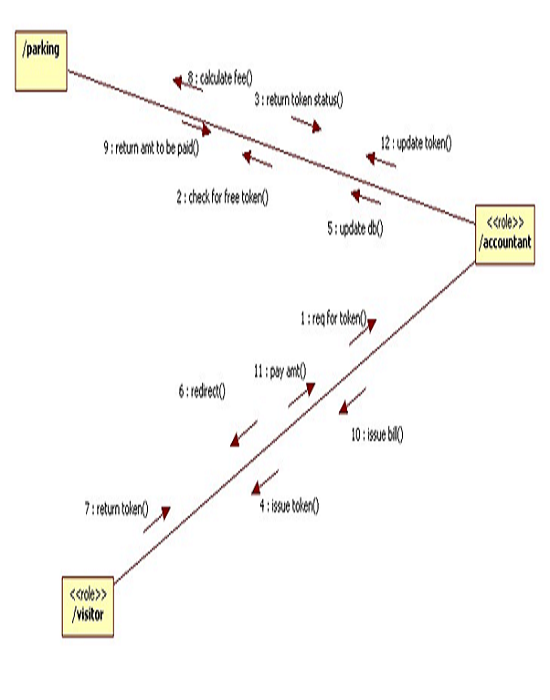 /parking
8 : calculate fee()
3 : return token status()
9 : return amt to be paid()
12 : update token()
2 : check for free token()
5 : update db()
<<role>>
/accountant
1 : req for token()
11 : pay amt()
6 : redirect()
10 : issue bill()
7 : return token()
4 : issue token()
<<role>>
/visitor